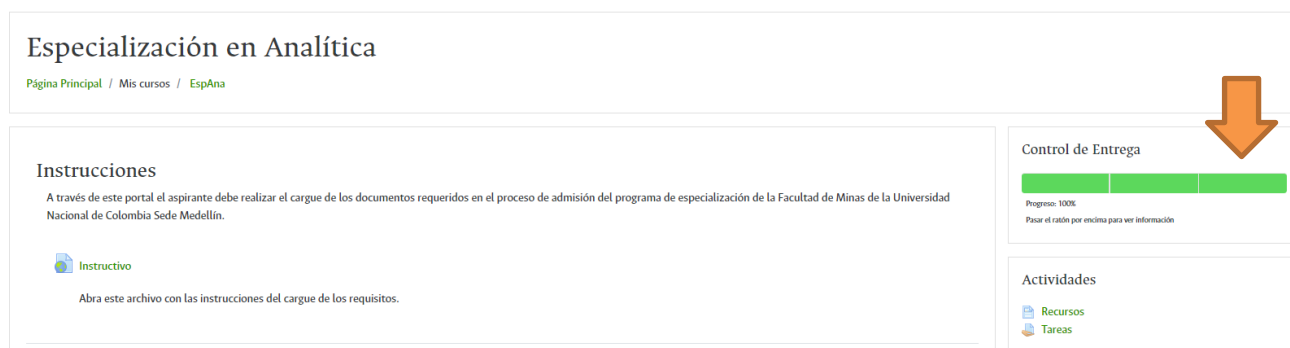 Especialización en Analítica
Página Principal / Mis cursos / EspAna
Instrucciones
A través de este portal el aspirante debe realizar el cargue de los documentos requeridos en el proceso de admisión del programa de especialización de la Facultad de Minas de la Universidad
Nacional de Colombia Sede Medellín.
Instructivo
Abra este archivo con las instrucciones del cargue de los requisitos.
Control de Entrega
Progreso: 100%
Pasar el ratón por encima para ver información
Actividades
Recursos
Tareas